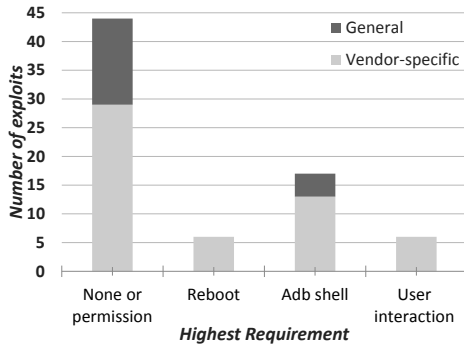 45
40
35
30
25
20
15
10
5
0
Number of exploits
General
Vendor-specific
None or
permission
Reboot
Adb shell
User
interaction
Highest Requirement